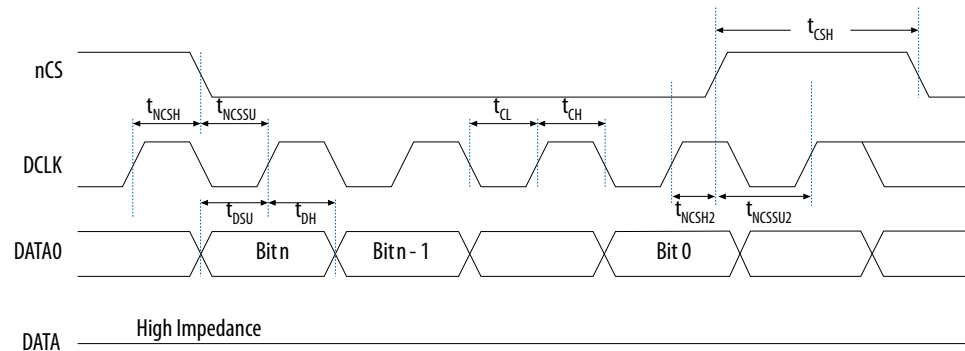 tCSH
nCS
tNCSH
tNCSSU
tCL
tCH
DCLK
tDSU
tDH
tNCSH2
tNCSSU2
DATA0
Bit n
Bit n - 1
Bit 0
High Impedance
DATA